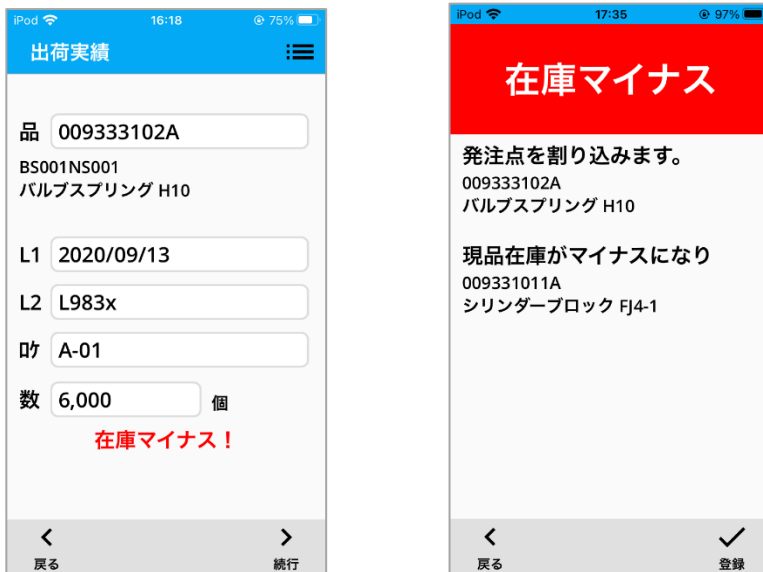 iPod 16:18 75%
出荷実績
品 009333102A
BS001NS001
バルブスプリング H10
L1 2020/09/13
L2 L983x
ﾛｹ A-01
数 6,000 個
在庫マイナス！
戻る 続行
iPod 17:35 97%
在庫マイナス
発注点を割り込みます。
009333102A
バルブスプリング H10
現品在庫がマイナスになり
009331011A
シリンダーブロック FJ4-1
戻る 登録